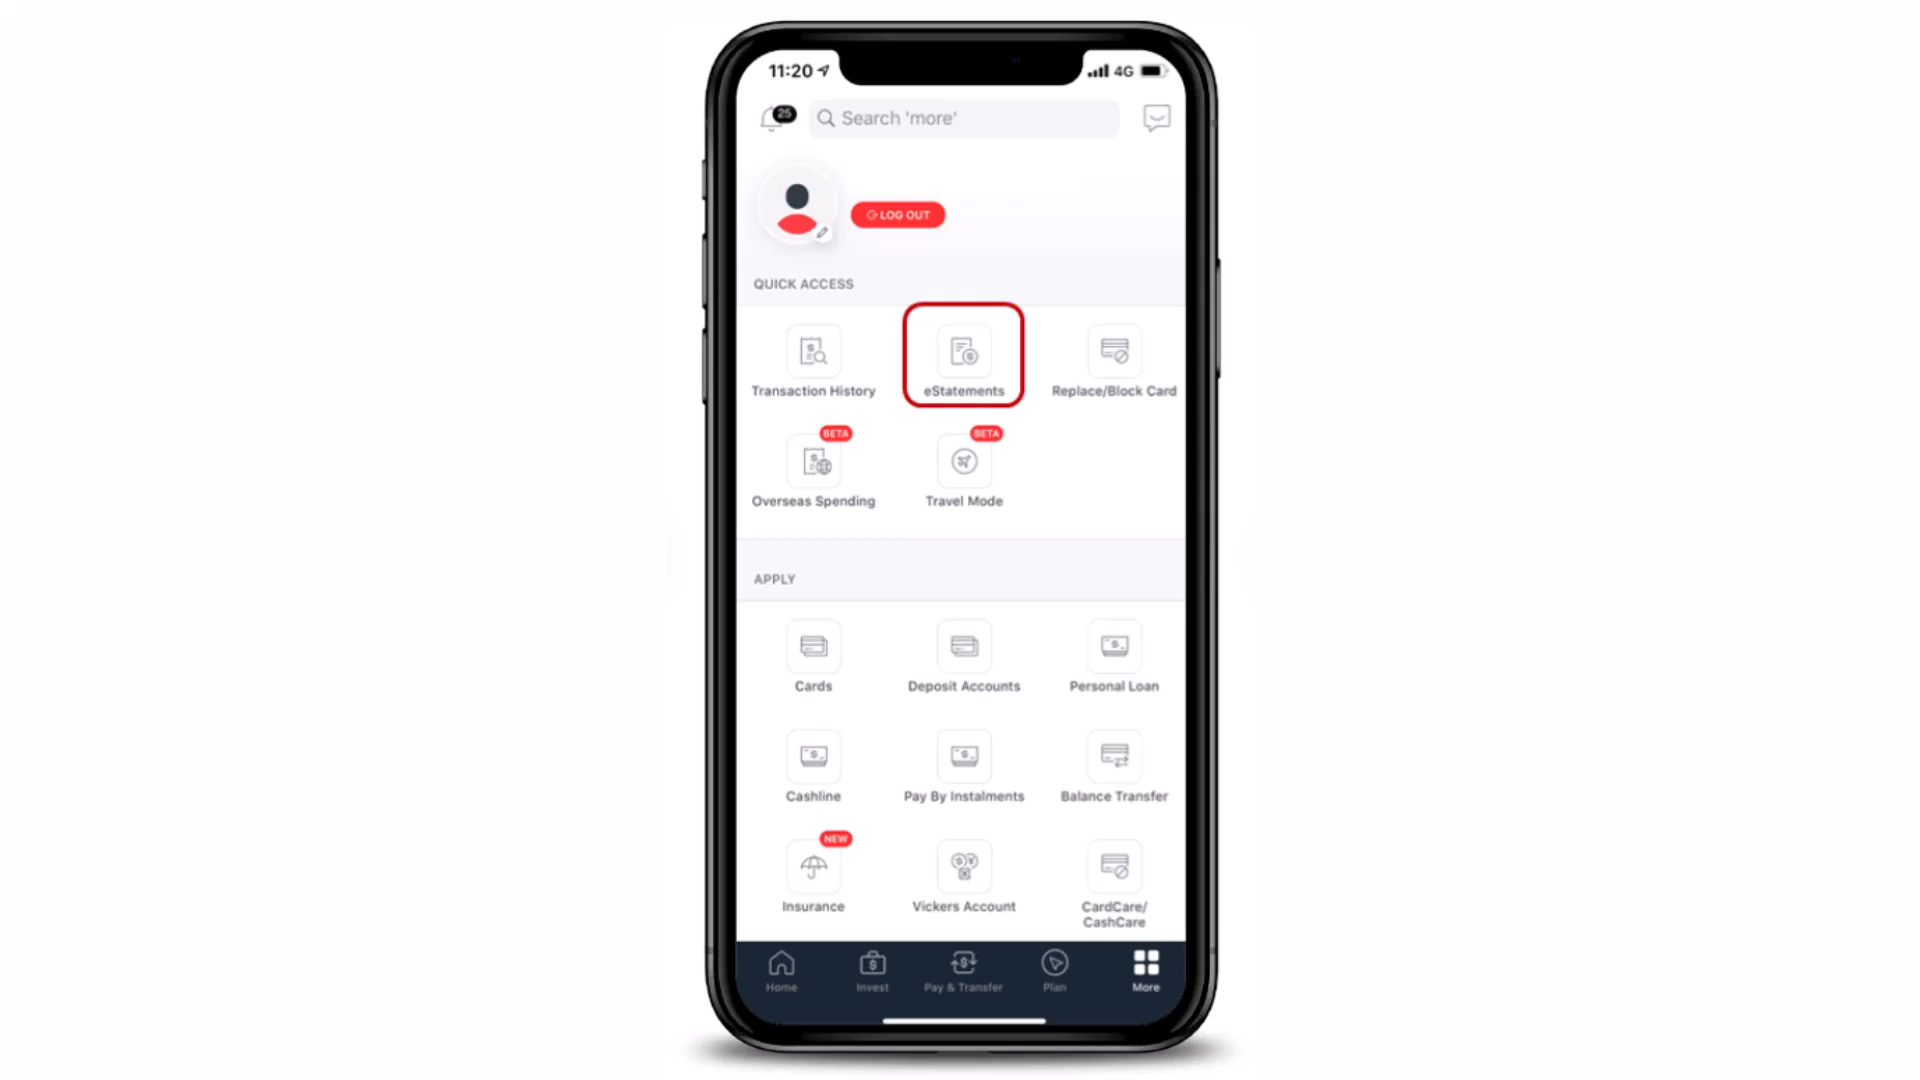 11:20
4G
25
Search 'more'
LOG OUT
QUICK ACCESS
Transaction History
eStatements
Replace/Block Card
BETA
BETA
Overseas Spending
Travel Mode
APPLY
Cards
Deposit Accounts
Personal Loan
Cashline
Pay By Instalments
Balance Transfer
NEW
Insurance
Vickers Account
CardCare/
CashCare
Home
Invest
Pay & Transfer
Plan
More